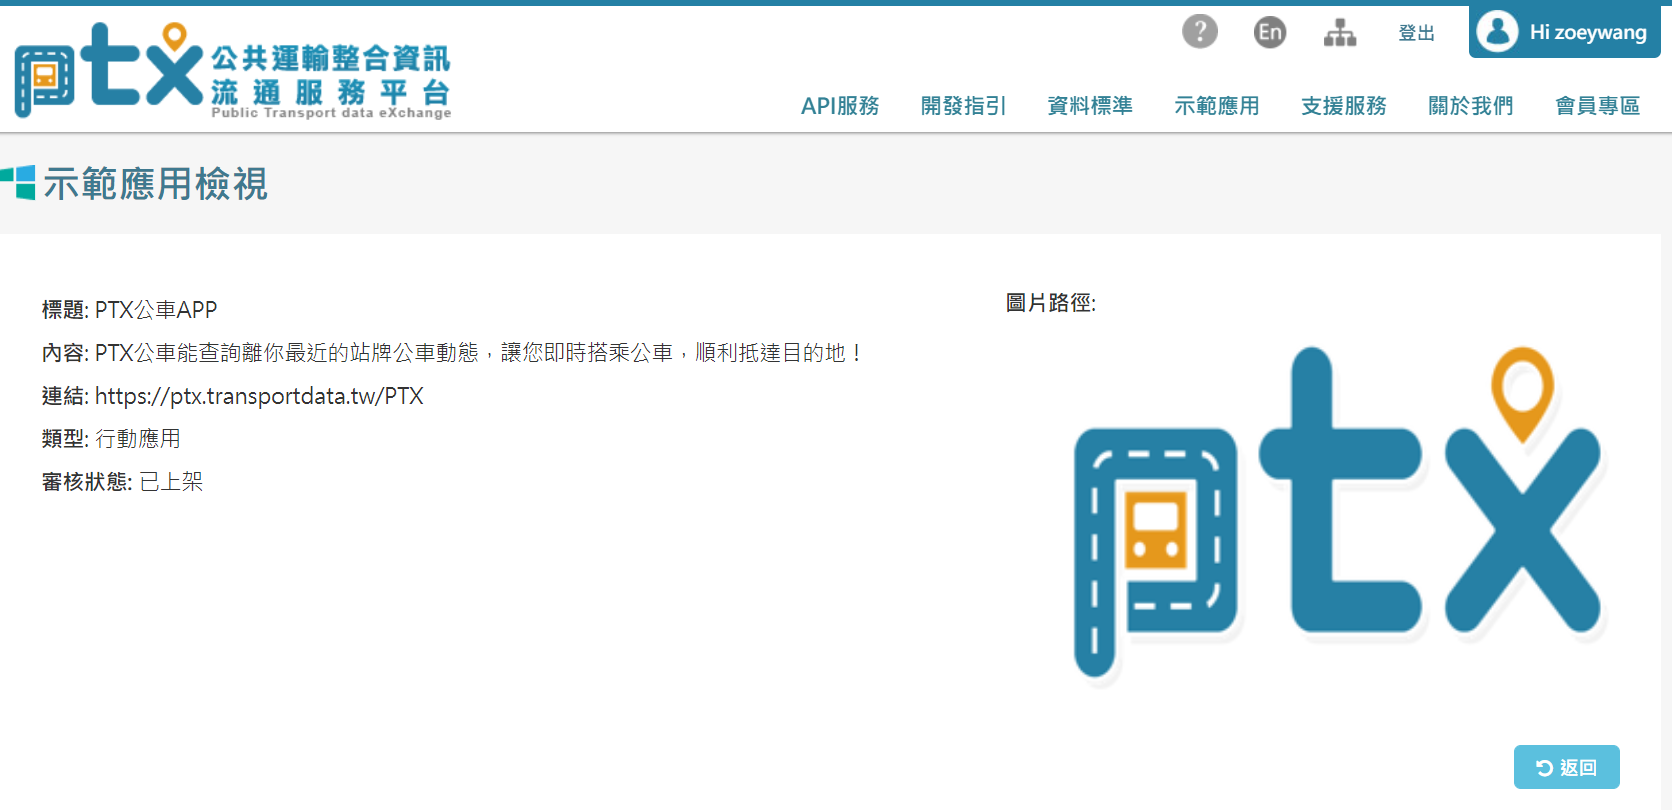 ptx 公共運輸整合資訊
流通服務平台
Public Transport data eXchange
? En 登出 Hi zoeywang
API服務 開發指引 資料標準 示範應用 支援服務 關於我們 會員專區
示範應用檢視
標題: PTX公車APP
內容: PTX公車能查詢離你最近的站牌公車動態，讓您即時搭乘公車，順利抵達目的地！
連結: https://ptx.transportdata.tw/PTX
類型: 行動應用
審核狀態: 已上架
圖片路徑:
ptx
返回